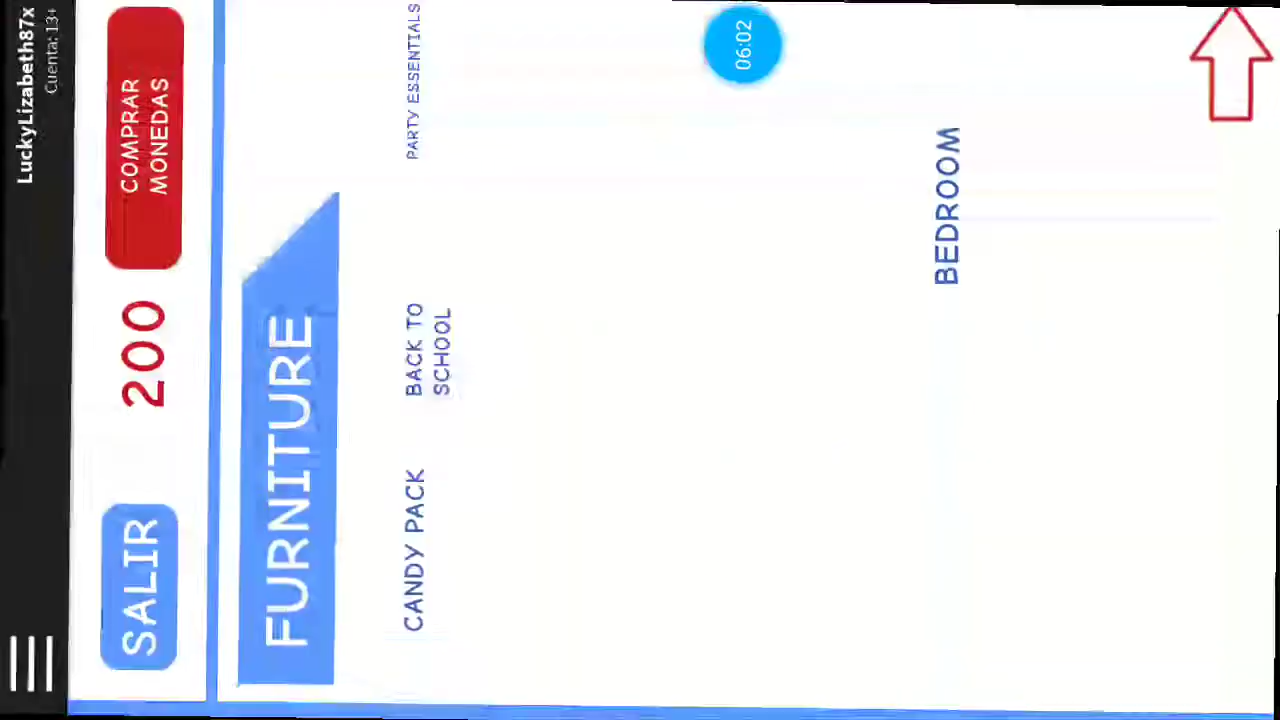 LuckyLizabeth87x
Cuenta: 13+
SALIR
200
COMPRAR
MONEDAS
FURNITURE
CANDY PACK
BACK TO
SCHOOL
PARTY ESSENTIALS
06:02
BEDROOM